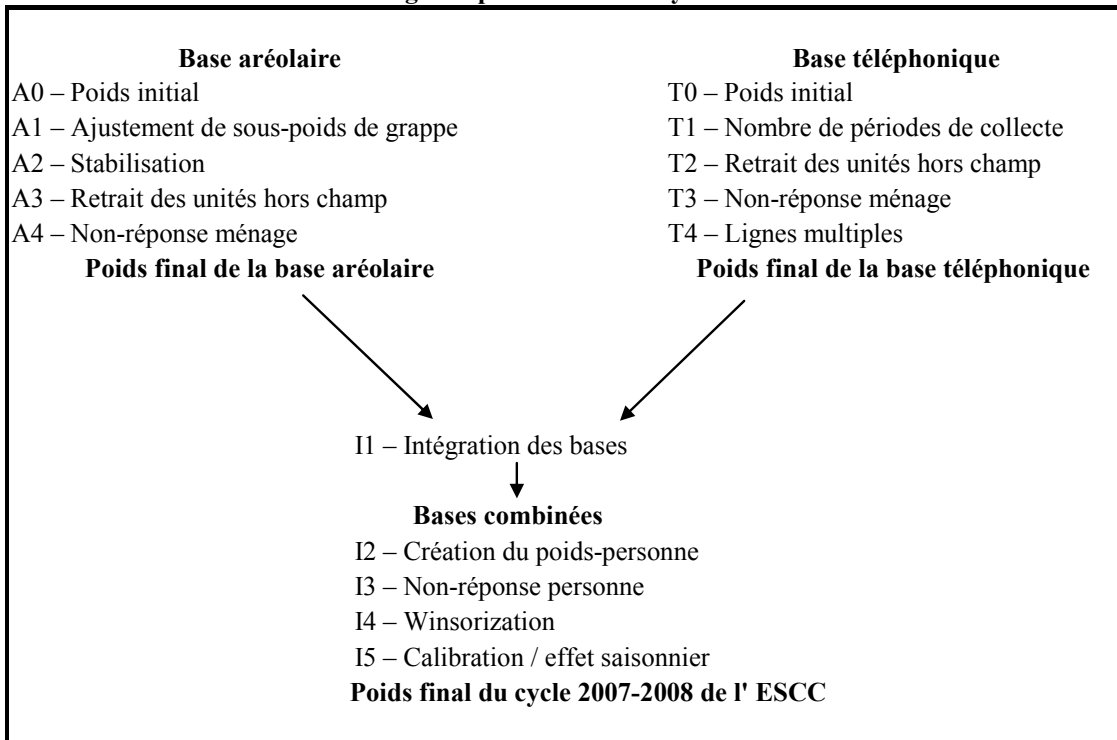 Base aréolaire
A0 – Poids initial
A1 – Ajustement de sous-poids de grappe
A2 – Stabilisation
A3 – Retrait des unités hors champ
A4 – Non-réponse ménage
Poids final de la base aréolaire
Base téléphonique
T0 – Poids initial
T1 – Nombre de périodes de collecte
T2 – Retrait des unités hors champ
T3 – Non-réponse ménage
T4 – Lignes multiples
Poids final de la base téléphonique
I1 – Intégration des bases
Bases combinées
I2 – Création du poids-personne
I3 – Non-réponse personne
I4 – Winsorization
I5 – Calibration / effet saisonnier
Poids final du cycle 2007-2008 de l' ESCC